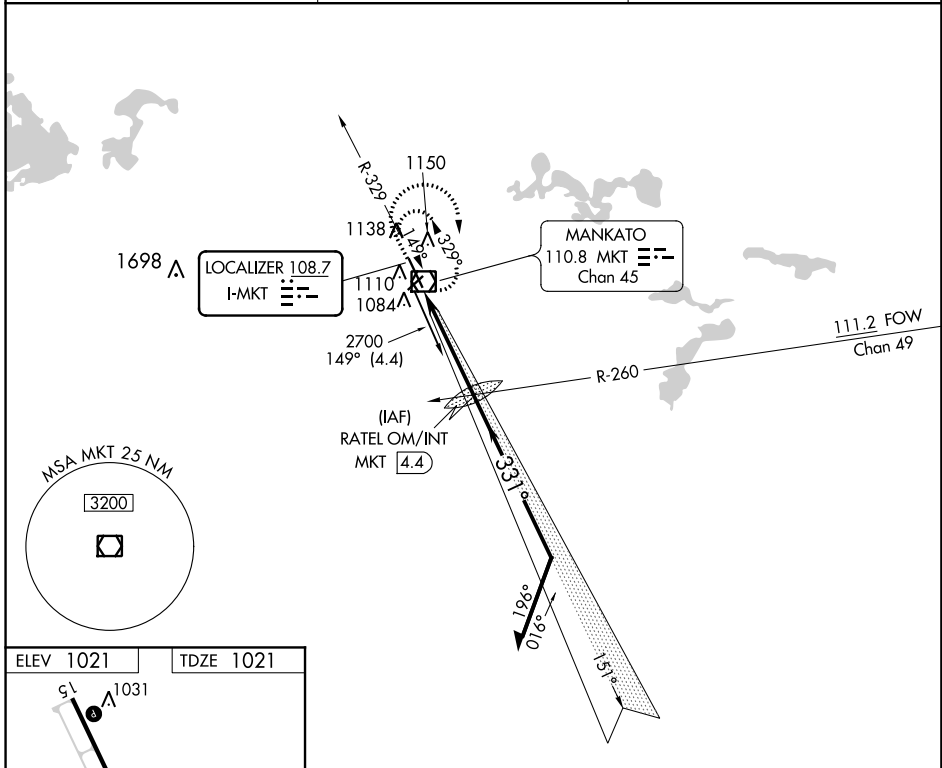 R-329
1150
1138
149°
329°
1698
LOCALIZER 108.7
I-MKT
1110
1084
MANKATO
110.8 MKT
Chan 45
2700
149° (4.4)
111.2 FOW
Chan 49
R-260
(IAF)
RATEL OM/INT
MKT 4.4
331°
MSA MKT 25 NM
3200
196°
016°
151°
ELEV 1021
TDZE 1021
15
1031
P